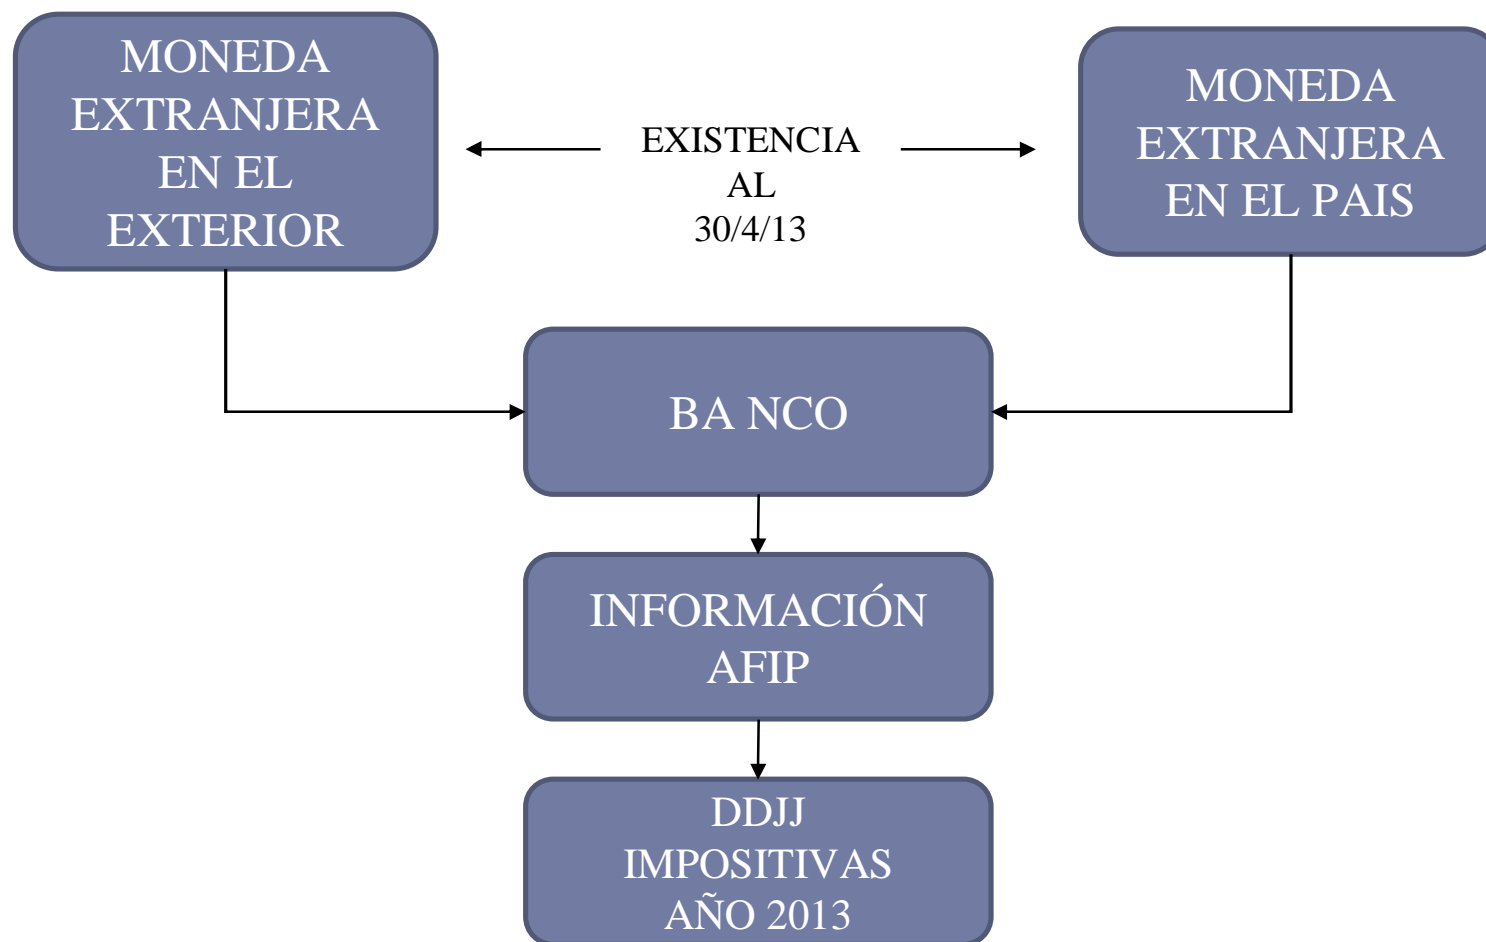 MONEDA
EXTRANJERA
EN EL
EXTERIOR
EXISTENCIA
AL
30/4/13
MONEDA
EXTRANJERA
EN EL PAIS
BA NCO
INFORMACIÓN
AFIP
DDJJ
IMPOSITIVAS
AÑO 2013